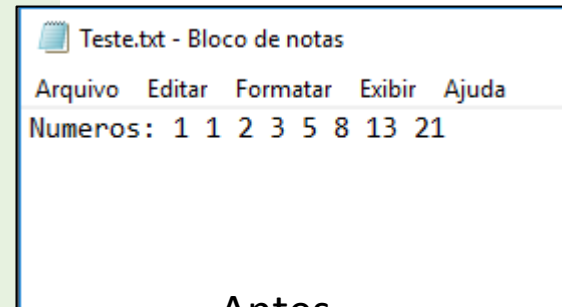 Teste.txt - Bloco de notas
Arquivo Editar Formatar Exibir Ajuda
Numeros: 1 1 2 3 5 8 13 21
Antes